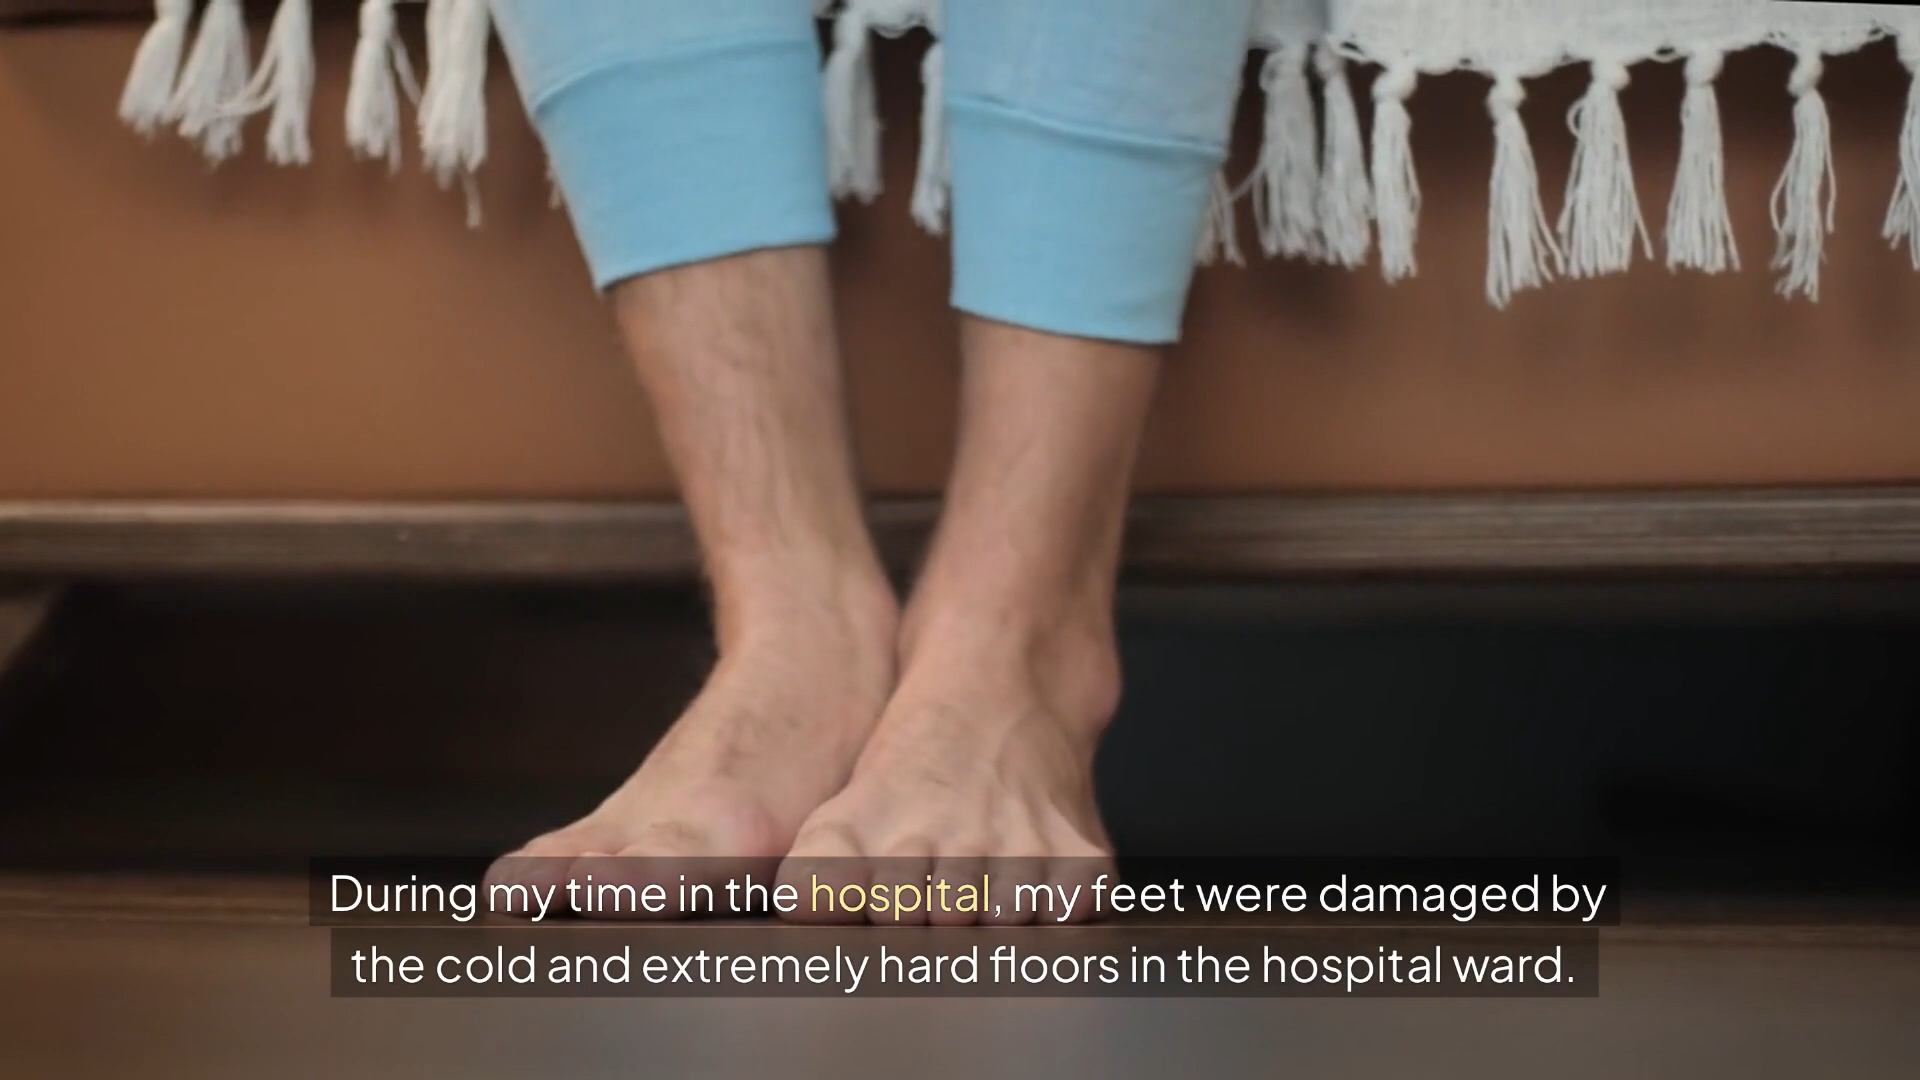 During my time in the hospital, my feet were damaged by
the cold and extremely hard floors in the hospital ward.